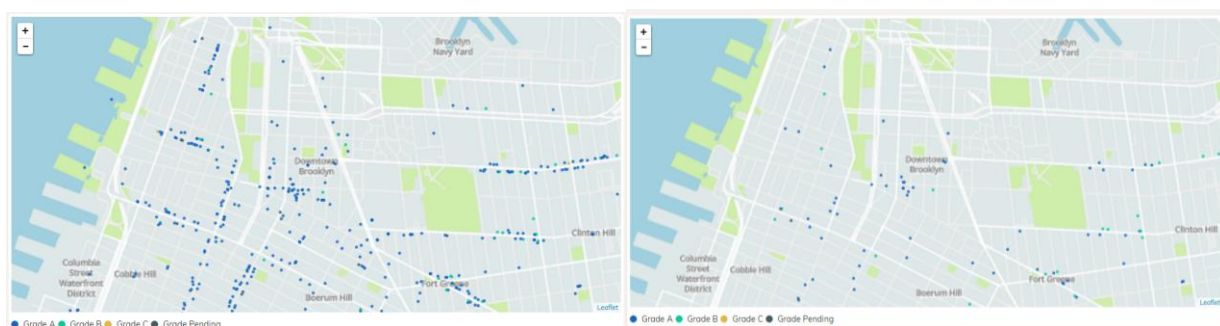 +
−
Brooklyn
Navy Yard
Downtown
Brooklyn
Clinton Hill
Columbia
Street
Waterfront
District
Cobble Hill
Fort Greene
Boerum Hill
Leaflet
Grade A Grade B Grade C Grade Pending
+
−
Brooklyn
Navy Yard
Downtown
Brooklyn
Clinton Hill
Columbia
Street
Waterfront
District
Cobble Hill
Fort Greene
Boerum Hill
Leaflet
Grade A Grade B Grade C Grade Pending